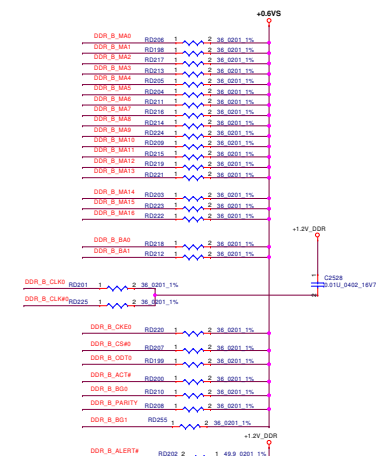 +0.6VS
DDR_B_MA0 RD206 1 2 36_0201_1%
DDR_B_MA1 RD198 1 2 36_0201_1%
DDR_B_MA2 RD217 1 2 36_0201_1%
DDR_B_MA3 RD213 1 2 36_0201_1%
DDR_B_MA4 RD205 1 2 36_0201_1%
DDR_B_MA5 RD204 1 2 36_0201_1%
DDR_B_MA6 RD211 1 2 36_0201_1%
DDR_B_MA7 RD216 1 2 36_0201_1%
DDR_B_MA8 RD214 1 2 36_0201_1%
DDR_B_MA9 RD224 1 2 36_0201_1%
DDR_B_MA10 RD209 1 2 36_0201_1%
DDR_B_MA11 RD215 1 2 36_0201_1%
DDR_B_MA12 RD219 1 2 36_0201_1%
DDR_B_MA13 RD221 1 2 36_0201_1%
DDR_B_MA14 RD203 1 2 36_0201_1%
DDR_B_MA15 RD223 1 2 36_0201_1%
DDR_B_MA16 RD222 1 2 36_0201_1%
+1.2V_DDR
DDR_B_BA0 RD218 1 2 36_0201_1%
DDR_B_BA1 RD212 1 2 36_0201_1%
1
C2528
DDR_B_CLK0 RD201 1 2 36_0201_1%
0.01U_0402_16V7
2
DDR_B_CLK#0 RD225 1 2 36_0201_1%
DDR_B_CKE0 RD220 1 2 36_0201_1%
DDR_B_CS#0 RD207 1 2 36_0201_1%
DDR_B_ODT0 RD199 1 2 36_0201_1%
DDR_B_ACT# RD200 1 2 36_0201_1%
DDR_B_BG0 RD210 1 2 36_0201_1%
DDR_B_PARITY RD208 1 2 36_0201_1%
DDR_B_BG1 RD255 1 2 36_0201_1%
+1.2V_DDR
DDR_B_ALERT# RD202 2 1 49.9_0201_1%